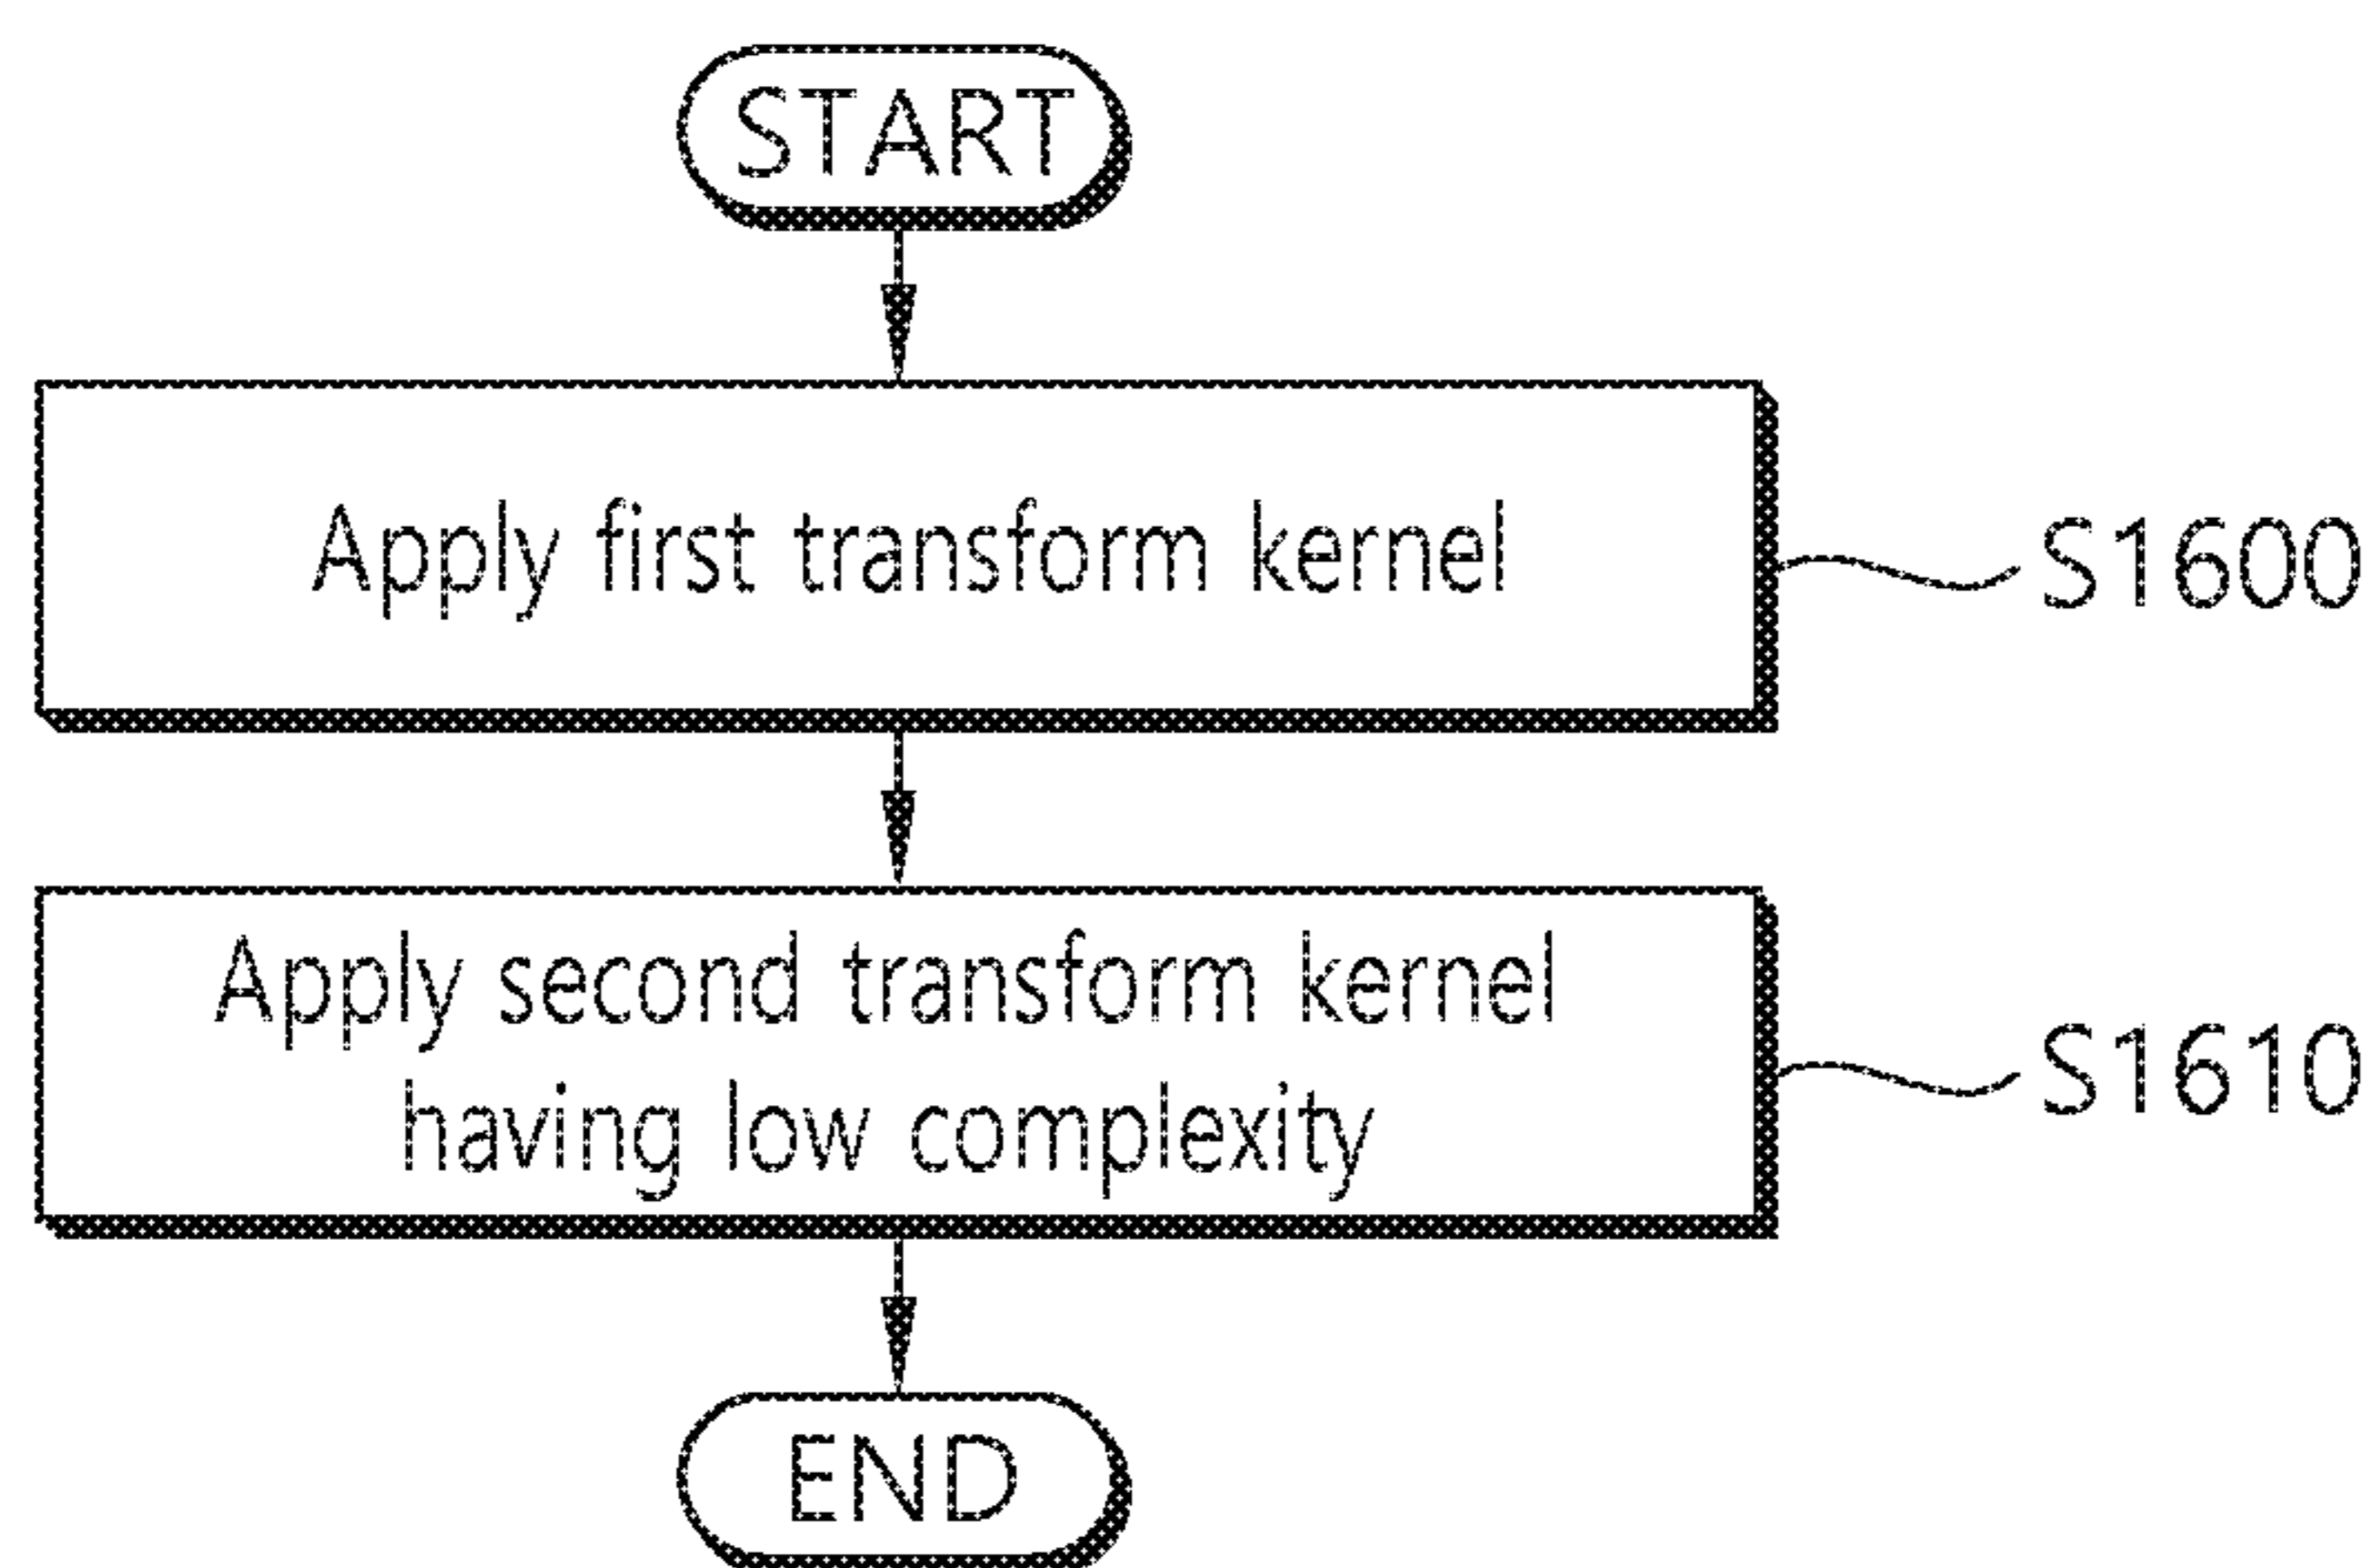 START
Apply first transform kernel
S1600
Apply second transform kernel
having low complexity
S1610
END